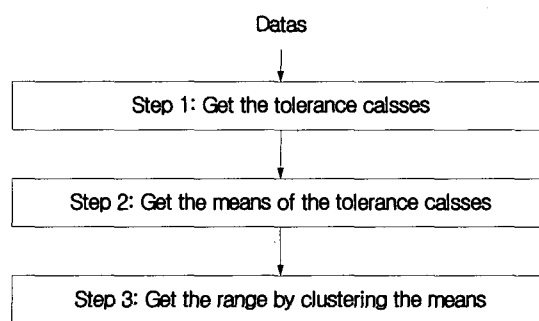 Datas
Step 1: Get the tolerance calsses
Step 2: Get the means of the tolerance calsses
Step 3: Get the range by clustering the means